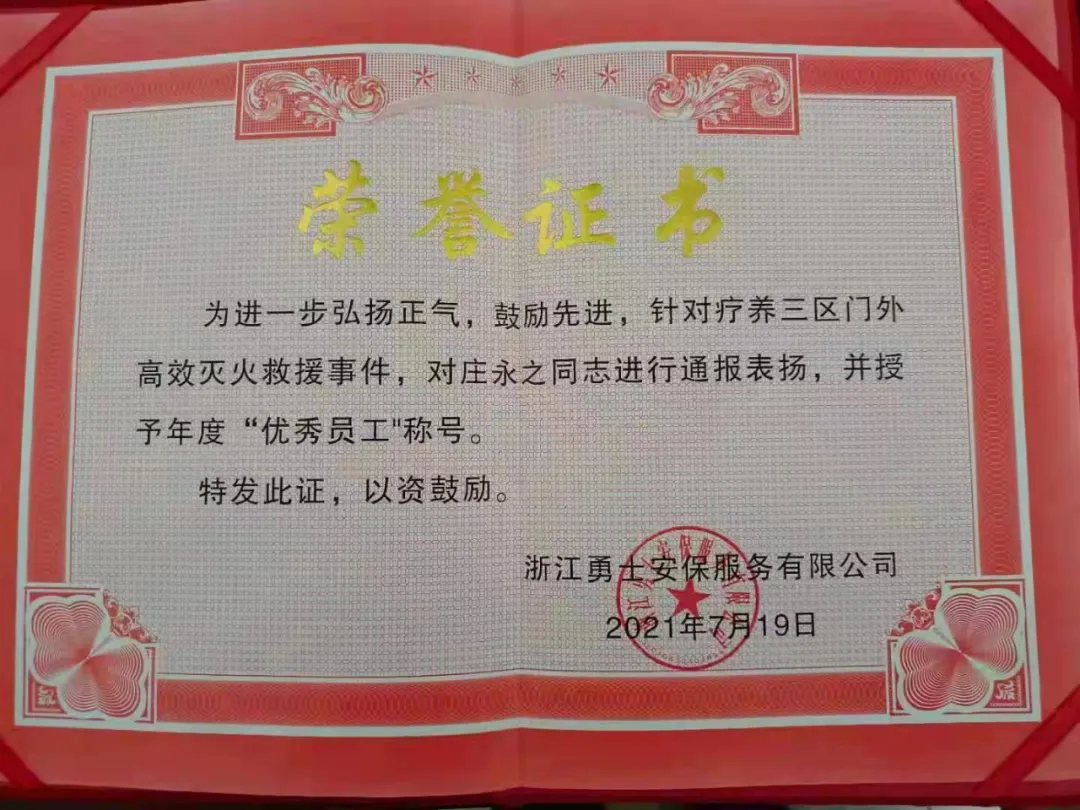 荣誉证书
为进一步弘扬正气，鼓励先进，针对疗养三区门外
高效灭火救援事件，对庄永之同志进行通报表扬，并授
予年度“优秀员工"称号。
特发此证，以资鼓励。
浙江勇士安保服务有限公司
2021年7月19日